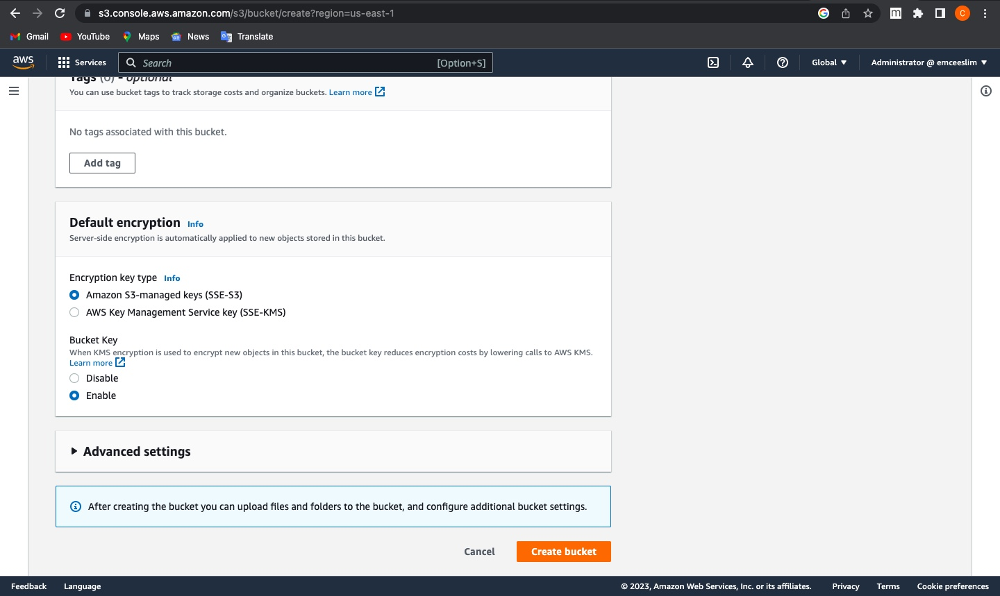 s3.console.aws.amazon.com/s3/bucket/create?region=us-east-1
Gmail YouTube Maps News Translate
aws Services Search [Option+S] Global Administrator @ emceeslim
Tags (0) - optional
You can use bucket tags to track storage costs and organize buckets. Learn more
No tags associated with this bucket.
Add tag
Default encryption Info
Server-side encryption is automatically applied to new objects stored in this bucket.
Encryption key type Info
Amazon S3-managed keys (SSE-S3)
AWS Key Management Service key (SSE-KMS)
Bucket Key
When KMS encryption is used to encrypt new objects in this bucket, the bucket key reduces encryption costs by lowering calls to AWS KMS.
Learn more
Disable
Enable
Advanced settings
After creating the bucket you can upload files and folders to the bucket, and configure additional bucket settings.
Cancel Create bucket
Feedback Language © 2023, Amazon Web Services, Inc. or its affiliates. Privacy Terms Cookie preferences